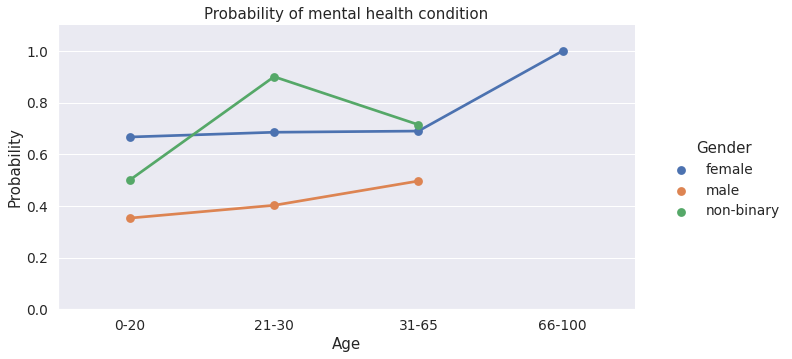 Probability of mental health condition
Probability
1.0
0.8
0.6
0.4
0.2
0.0
0-20
21-30
31-65
66-100
Age
Gender
female
male
non-binary